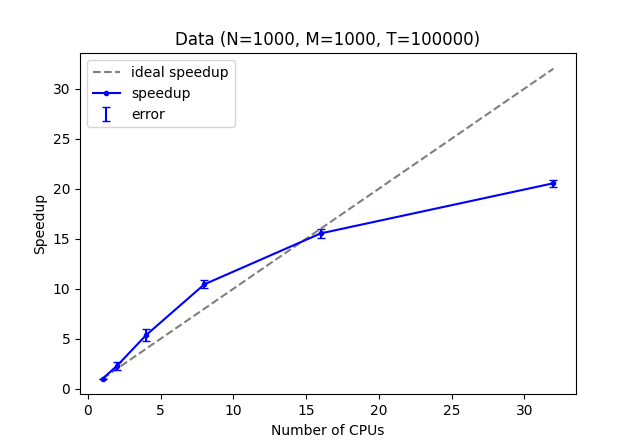 Data (N=1000, M=1000, T=100000)
ideal speedup
speedup
error
Speedup
30
25
20
15
10
5
0
0
5
10
15
20
25
30
Number of CPUs